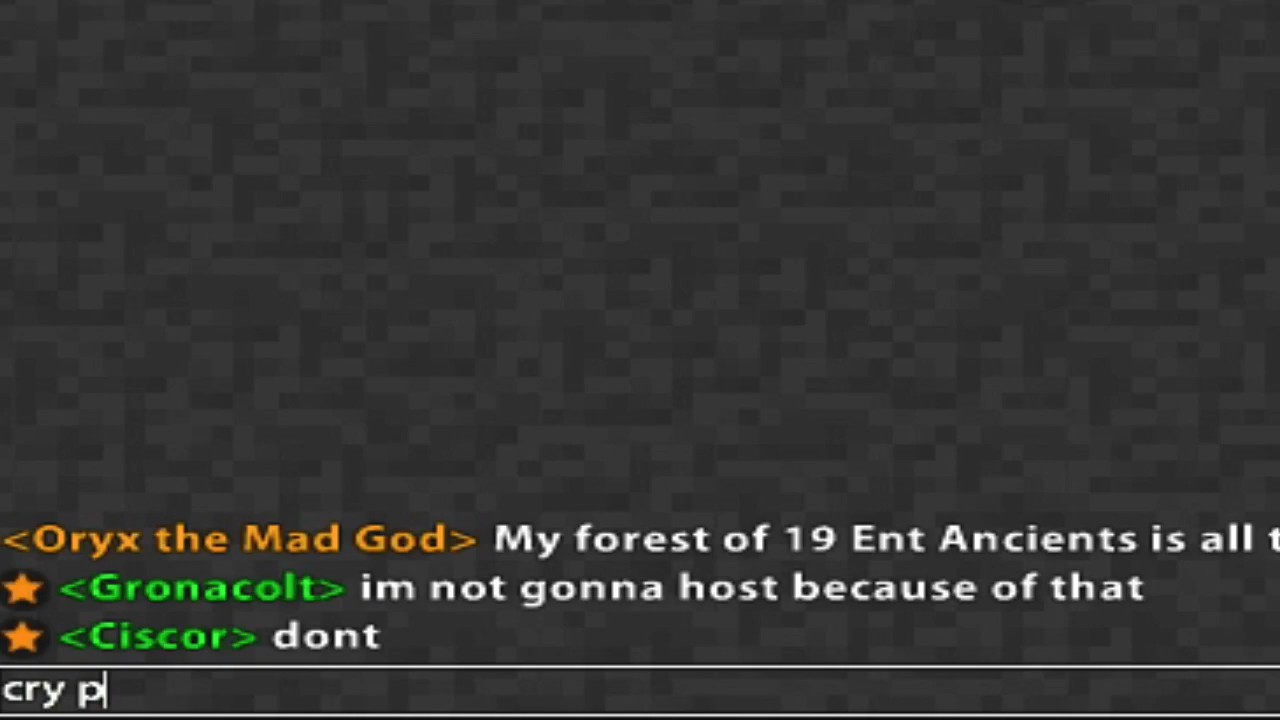 <Oryx the Mad God> My forest of 19 Ent Ancients is all
<Gronacolt> im not gonna host because of that
<Ciscor> dont
cry p